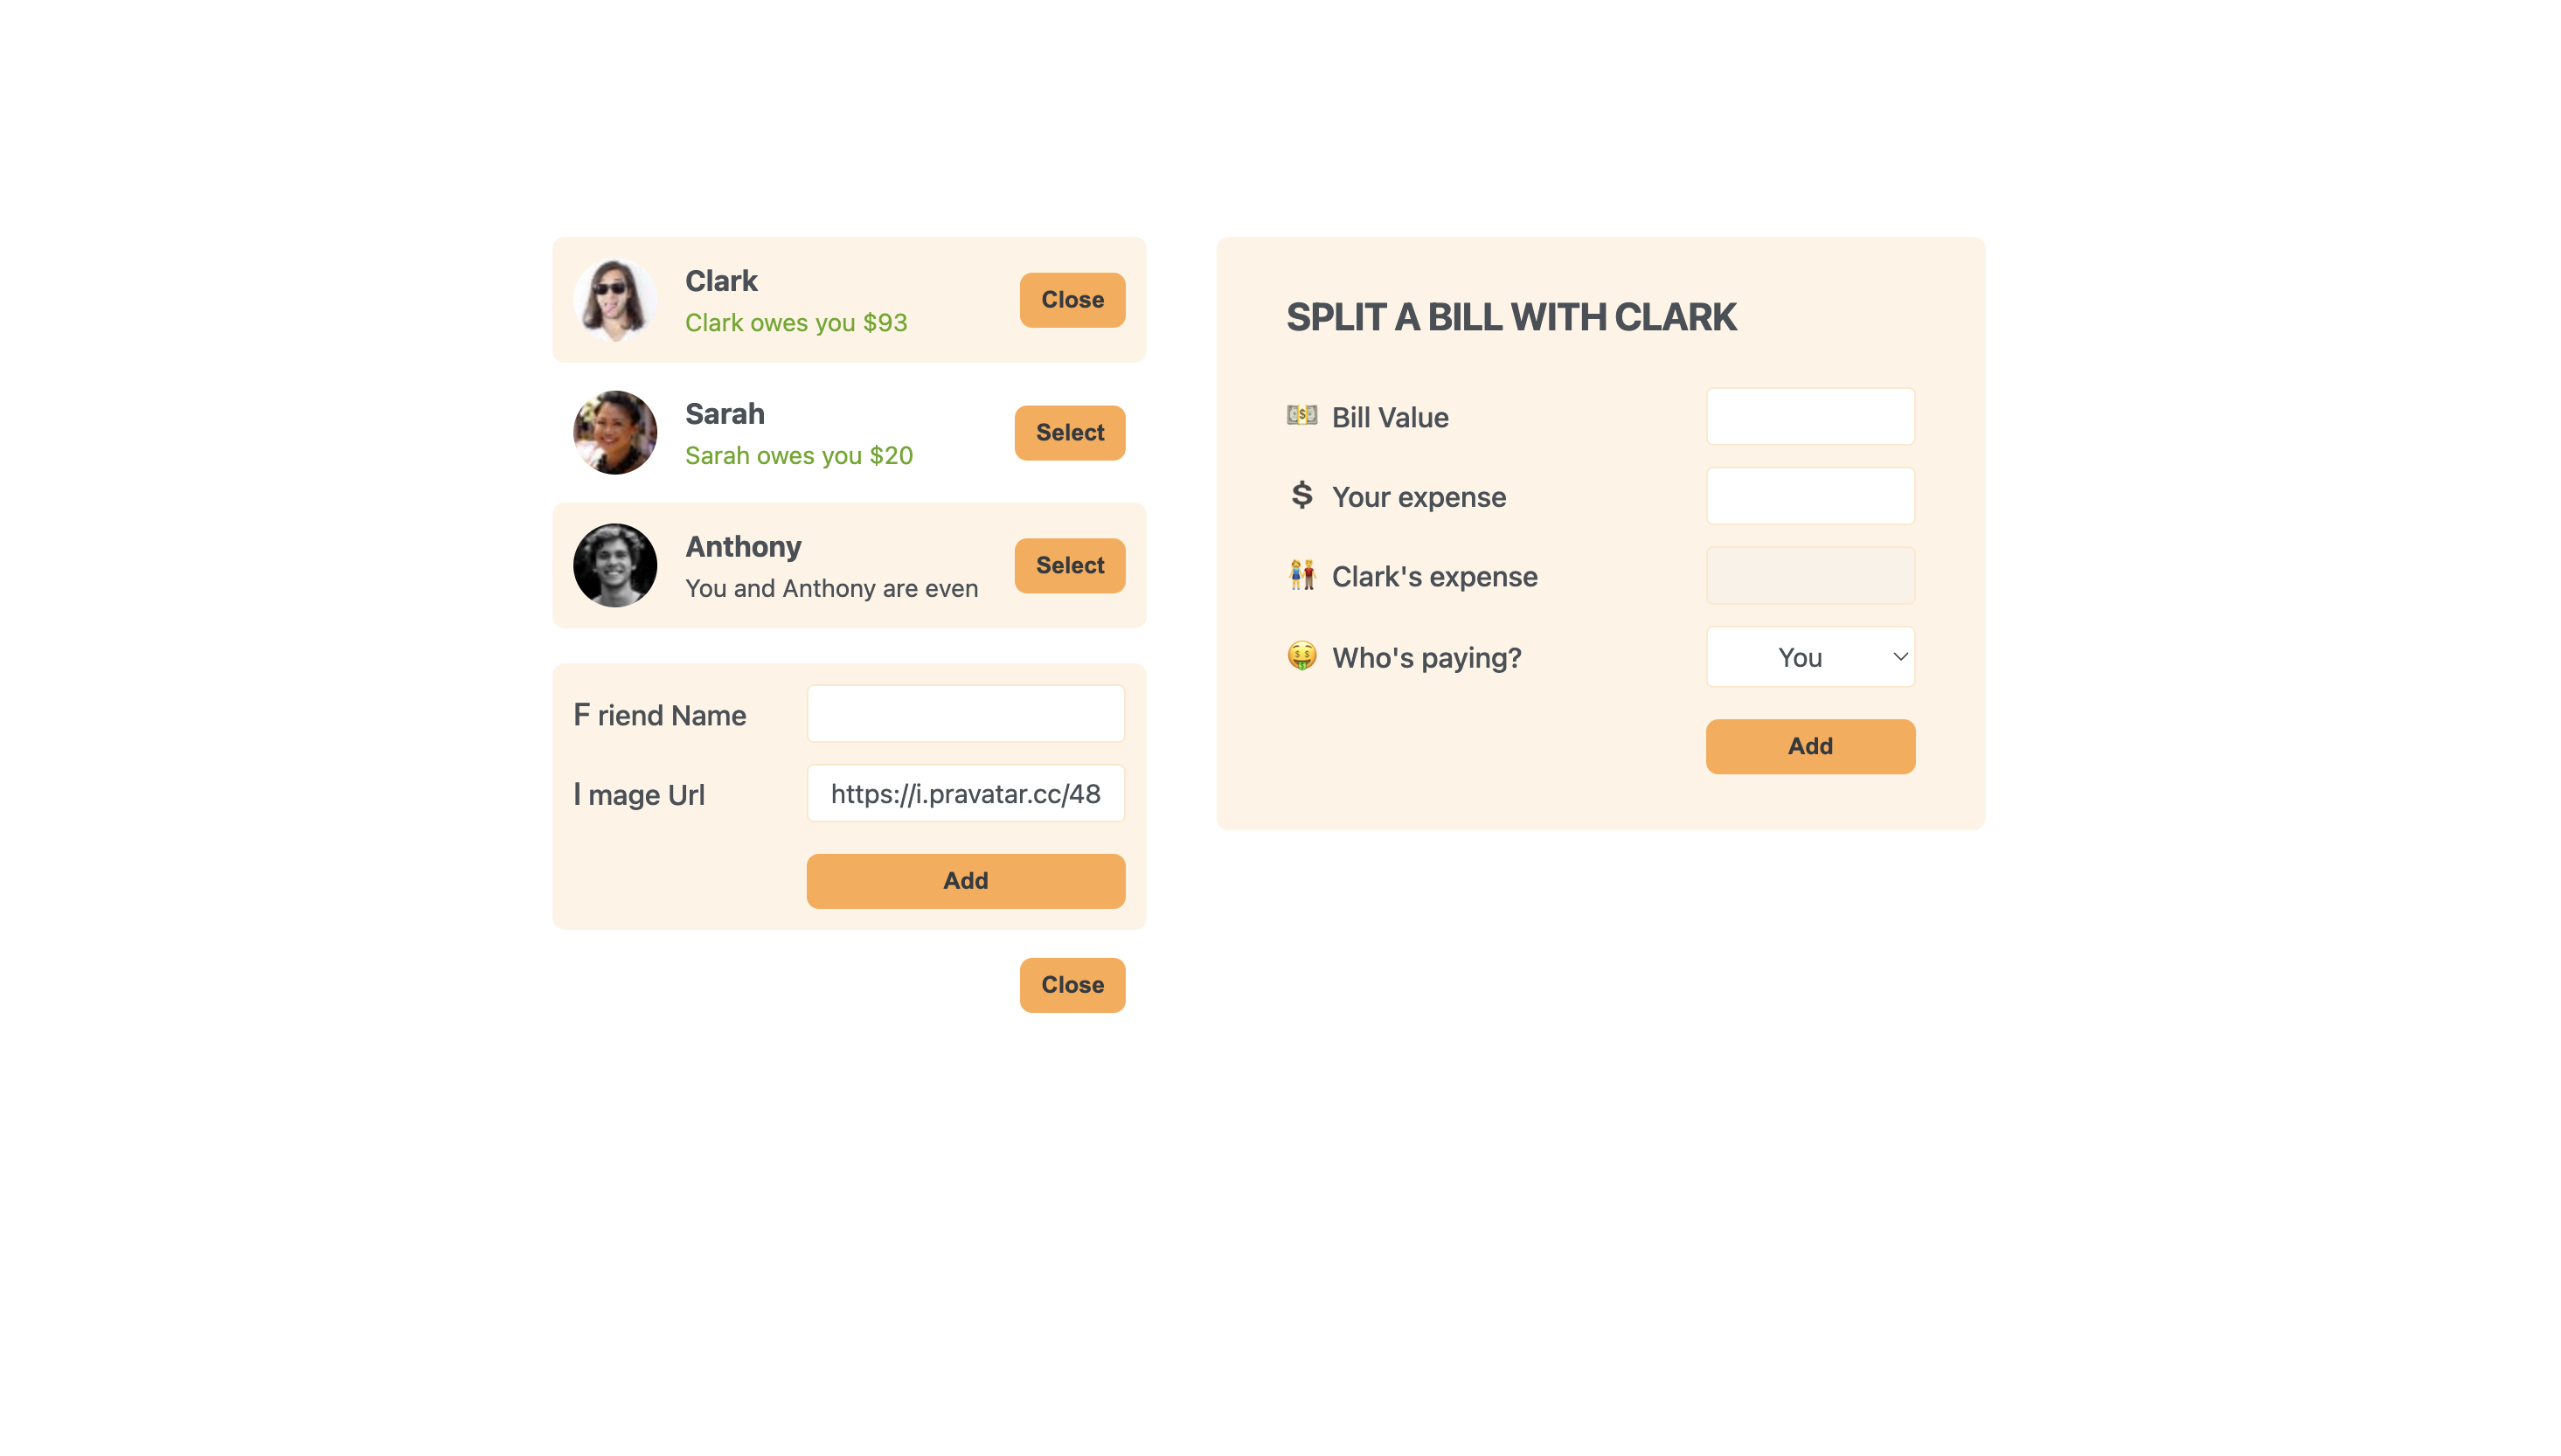 Clark
Clark owes you $93
Close
Sarah
Sarah owes you $20
Select
Anthony
You and Anthony are even
Select
F riend Name
I mage Url
https://i.pravatar.cc/48
Add
Close
SPLIT A BILL WITH CLARK
💵 Bill Value
💲 Your expense
👫 Clark's expense
🤑 Who's paying?
You
Add